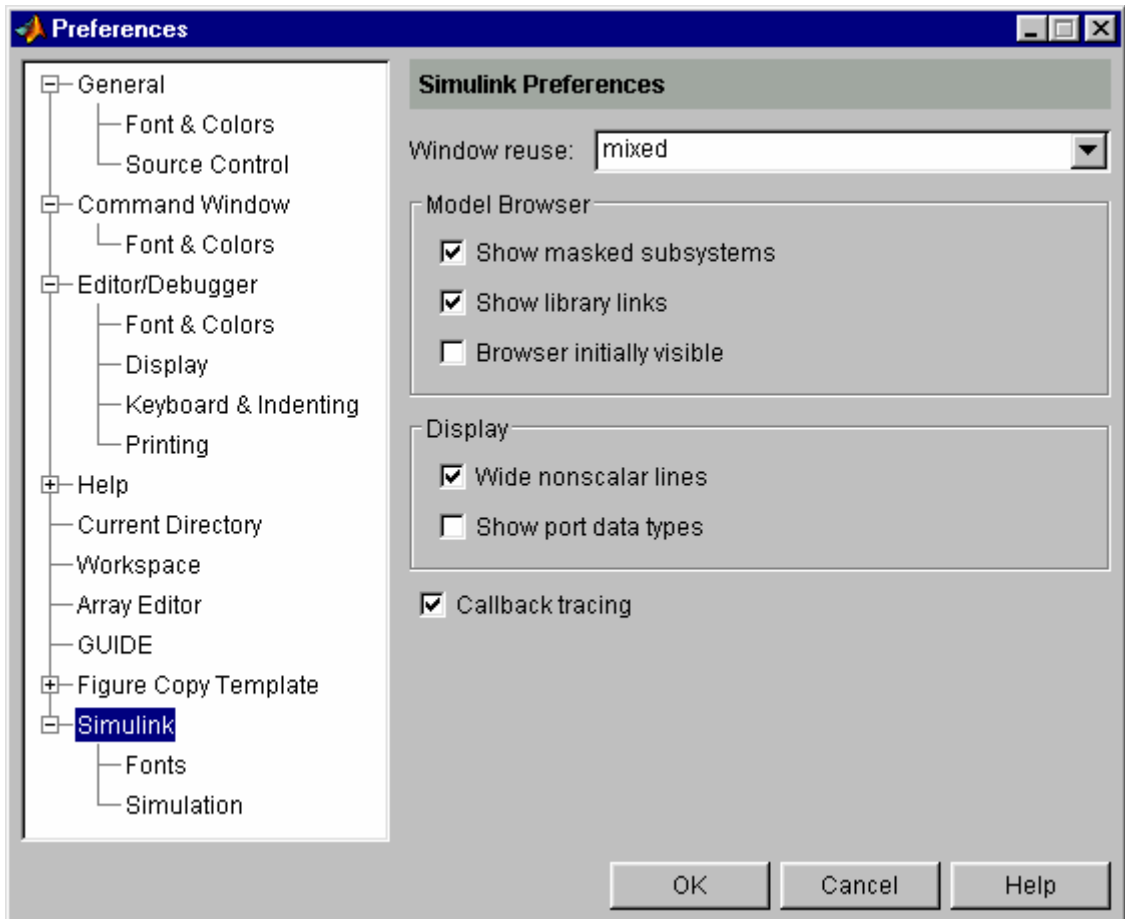 Preferences
General
Font & Colors
Source Control
Command Window
Font & Colors
Editor/Debugger
Font & Colors
Display
Keyboard & Indenting
Printing
Help
Current Directory
Workspace
Array Editor
GUIDE
Figure Copy Template
Simulink
Fonts
Simulation
Simulink Preferences
Window reuse: mixed
Model Browser
Show masked subsystems
Show library links
Browser initially visible
Display
Wide nonscalar lines
Show port data types
Callback tracing
OK Cancel Help